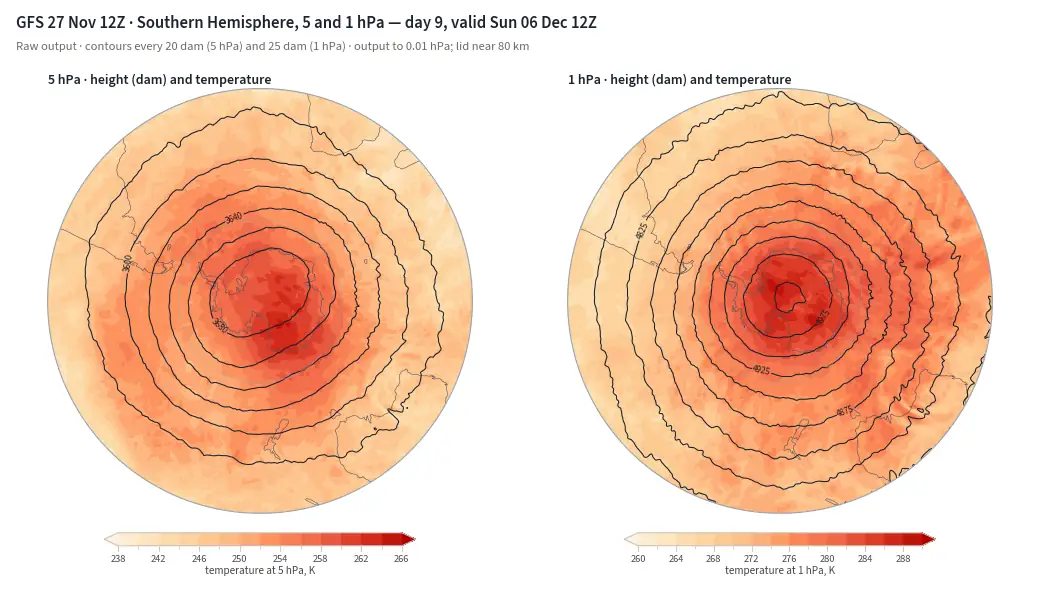 GFS 27 Nov 12Z · Southern Hemisphere, 5 and 1 hPa — day 9, valid Sun 06 Dec 12Z
Raw output · contours every 20 dam (5 hPa) and 25 dam (1 hPa) · output to 0.01 hPa; lid near 80 km
5 hPa · height (dam) and temperature
1 hPa · height (dam) and temperature
3640
4825
3600
3680
4975
4925
4875
238 242 246 250 254 258 262 266
260 264 268 272 276 280 284 288
temperature at 5 hPa, K
temperature at 1 hPa, K